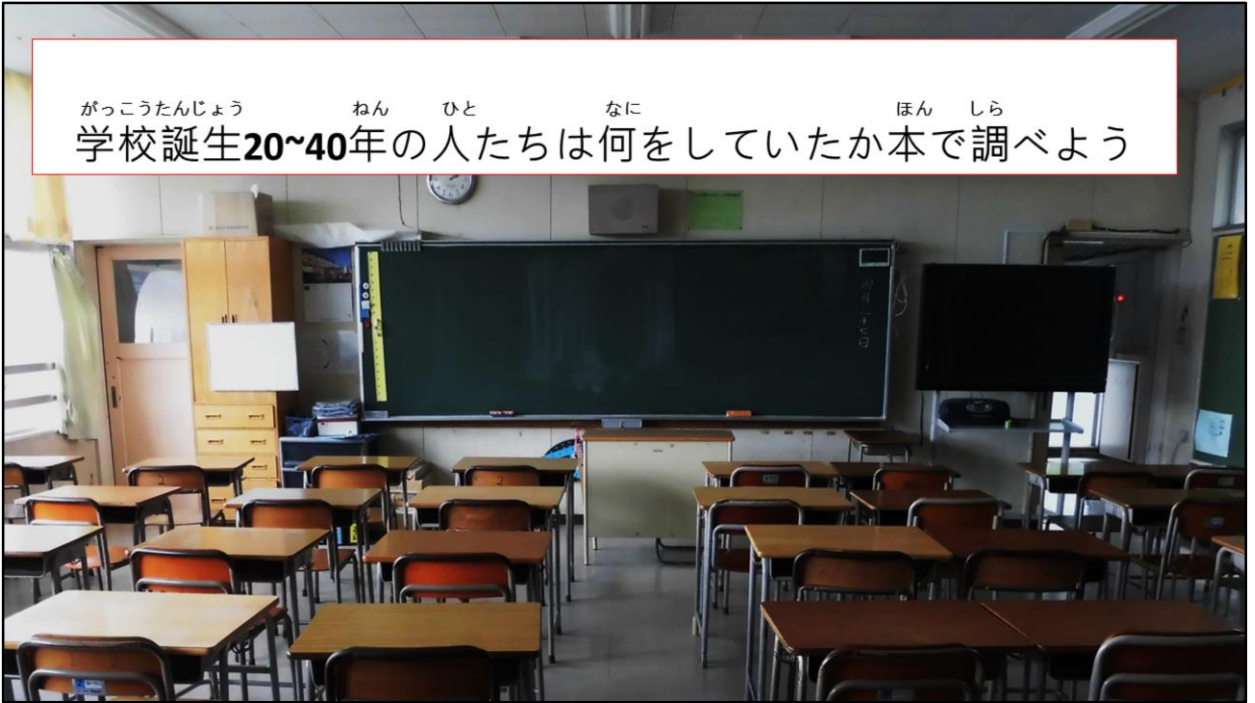 がっこうたんじょう ねん ひと なに ほん しら
学校誕生20~40年の人たちは何をしていたか本で調べよう